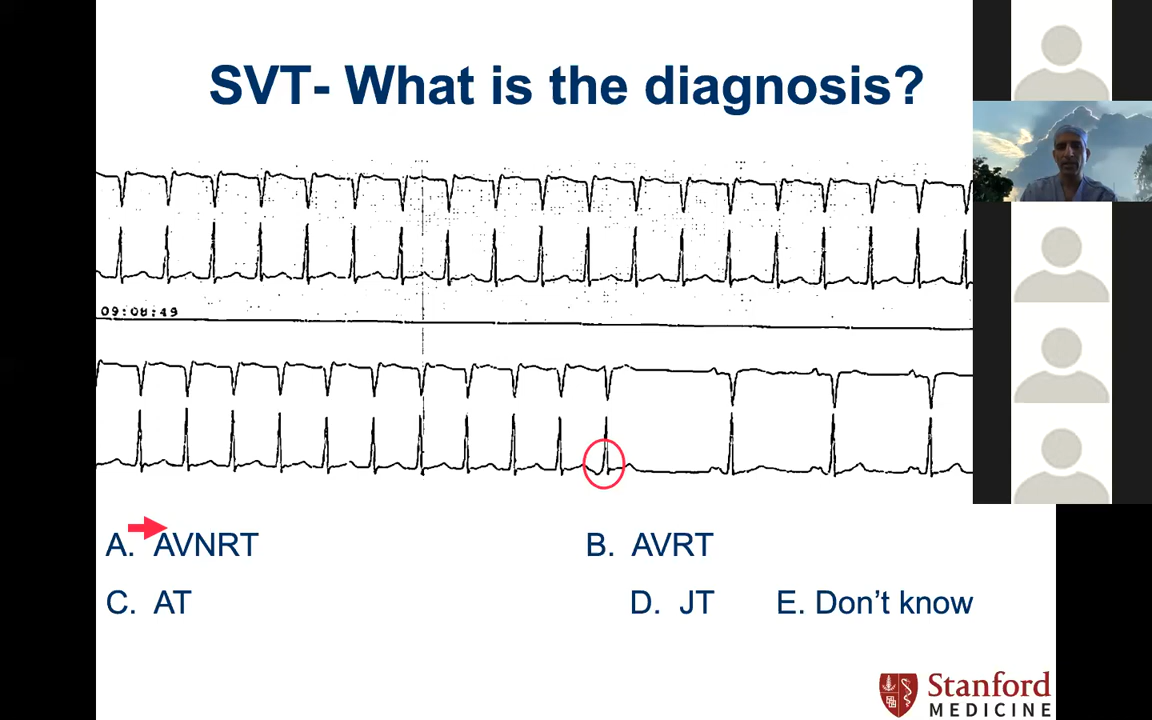 SVT- What is the diagnosis?
09:08:49
A. AVNRT
B. AVRT
C. AT
D. JT
E. Don't know
Stanford
MEDICINE